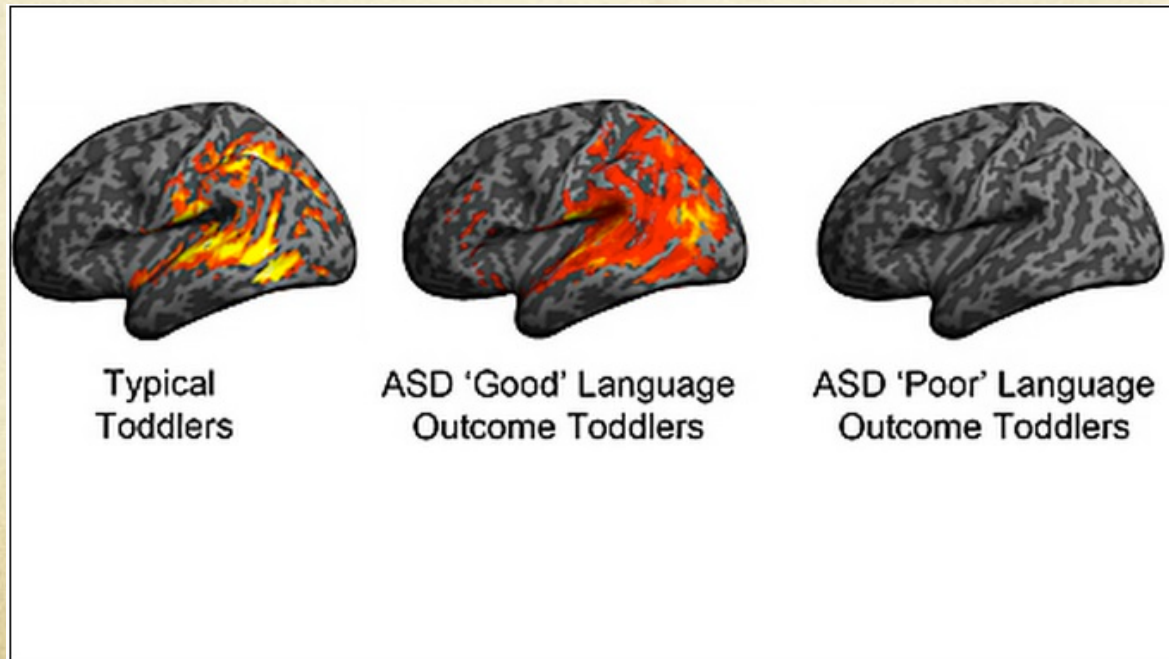 Typical
Toddlers
ASD 'Good' Language
Outcome Toddlers
ASD 'Poor' Language
Outcome Toddlers